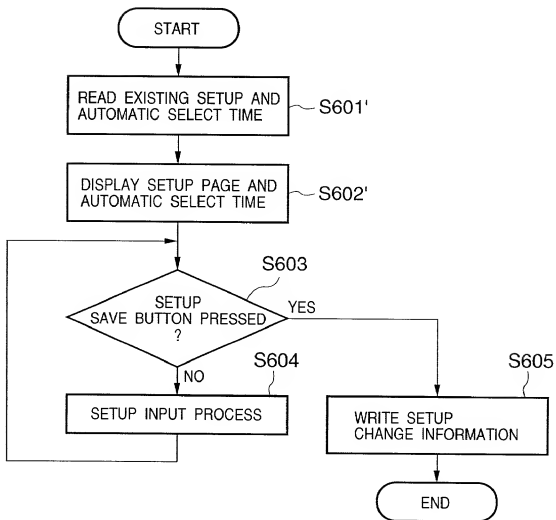 START
READ EXISTING SETUP AND
AUTOMATIC SELECT TIME
S601'
DISPLAY SETUP PAGE AND
AUTOMATIC SELECT TIME
S602'
S603
SETUP
SAVE BUTTON PRESSED
?
YES
NO
S604
SETUP INPUT PROCESS
S605
WRITE SETUP
CHANGE INFORMATION
END